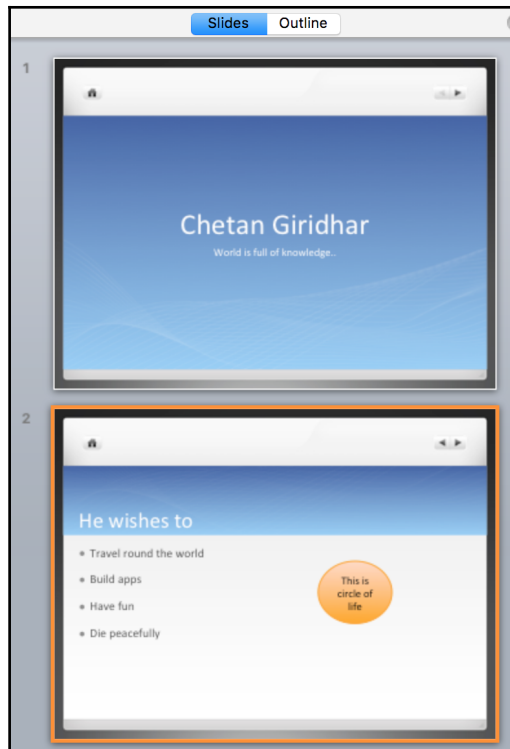 Slides Outline
1
Chetan Giridhar
World is full of knowledge..
2
He wishes to
• Travel round the world
• Build apps
• Have fun
• Die peacefully
This is
circle of
life